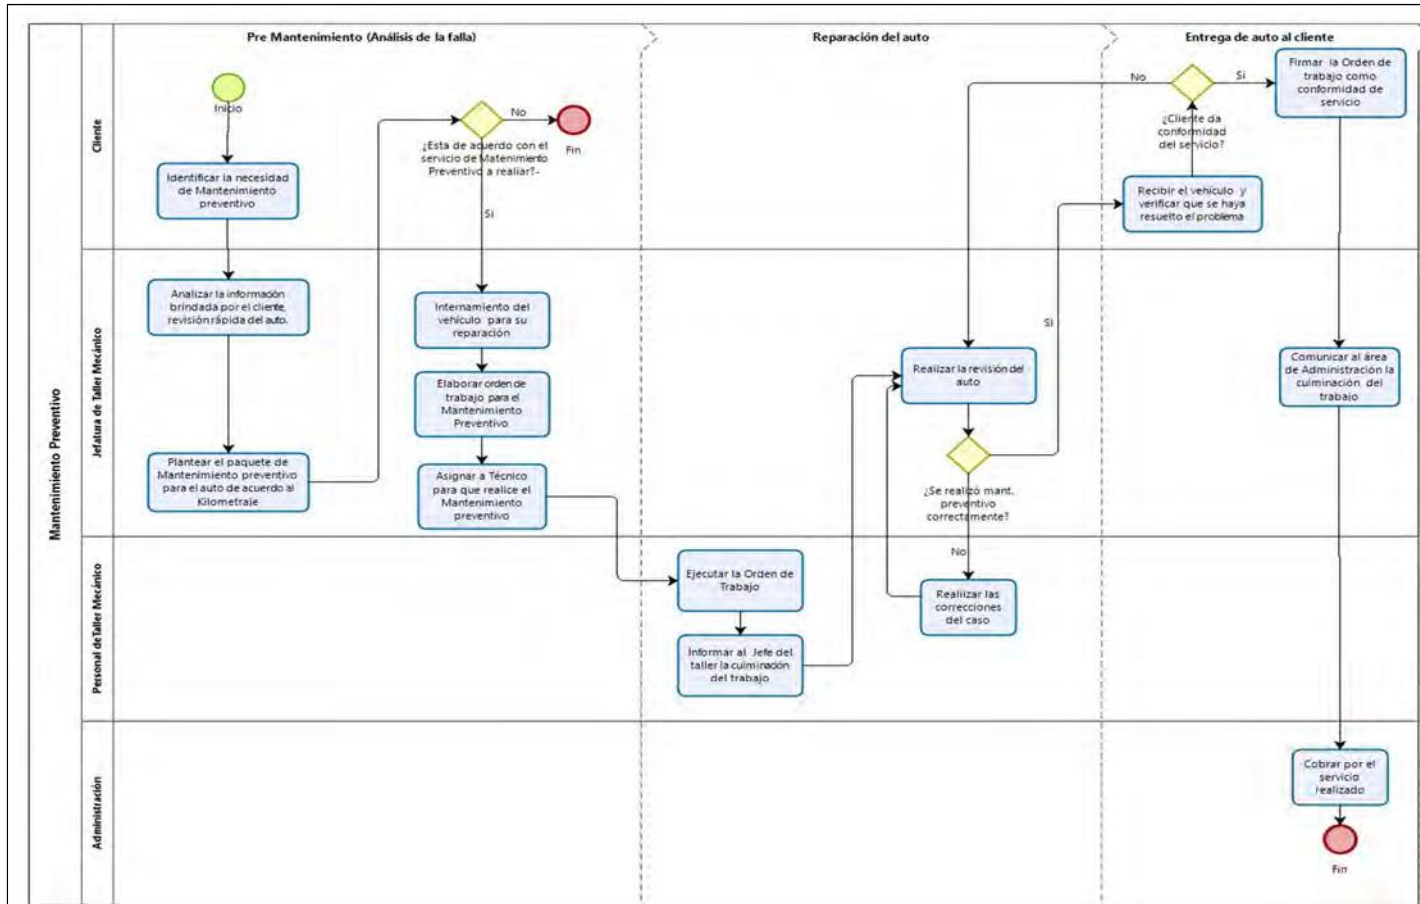 Pre Mantenimiento (Análisis de la falla)
Reparación del auto
Entrega de auto al cliente
Mantenimiento Preventivo
Cliente
Inicio
Identificar la necesidad
de Mantenimiento
preventivo
¿Esta de acuerdo con el
servicio de Matenimiento
Preventivo a realiar?-
No
Fin
Si
No
Si
¿Cliente da
conformidad
del servicio?
Firmar la Orden de
trabajo como
conformidad de
servicio
Recibir el vehículo y
verificar que se haya
resuelto el problema
Jefatura de Taller Mecánico
Analizar la información
brindada por el cliente,
revisión rápida del auto.
Plantear el paquete de
Mantenimiento preventivo
para el auto de acuerdo al
Kilometraje
Internamiento del
vehículo para su
reparación
Elaborar orden de
trabajo para el
Mantenimiento
Preventivo
Asignar a Técnico
para que realice el
Mantenimiento
preventivo
Realizar la revisión del
auto
Si
¿Se realizó mant.
preventivo
correctamente?
No
Comunicar al área
de Administración la
culminación del
trabajo
Personal de Taller Mecánico
Ejecutar la Orden de
Trabajo
Informar al Jefe del
taller la culminación
del trabajo
Realiizar las
correcciones
del caso
Administración
Cobrar por el
servicio
realizado
Fin